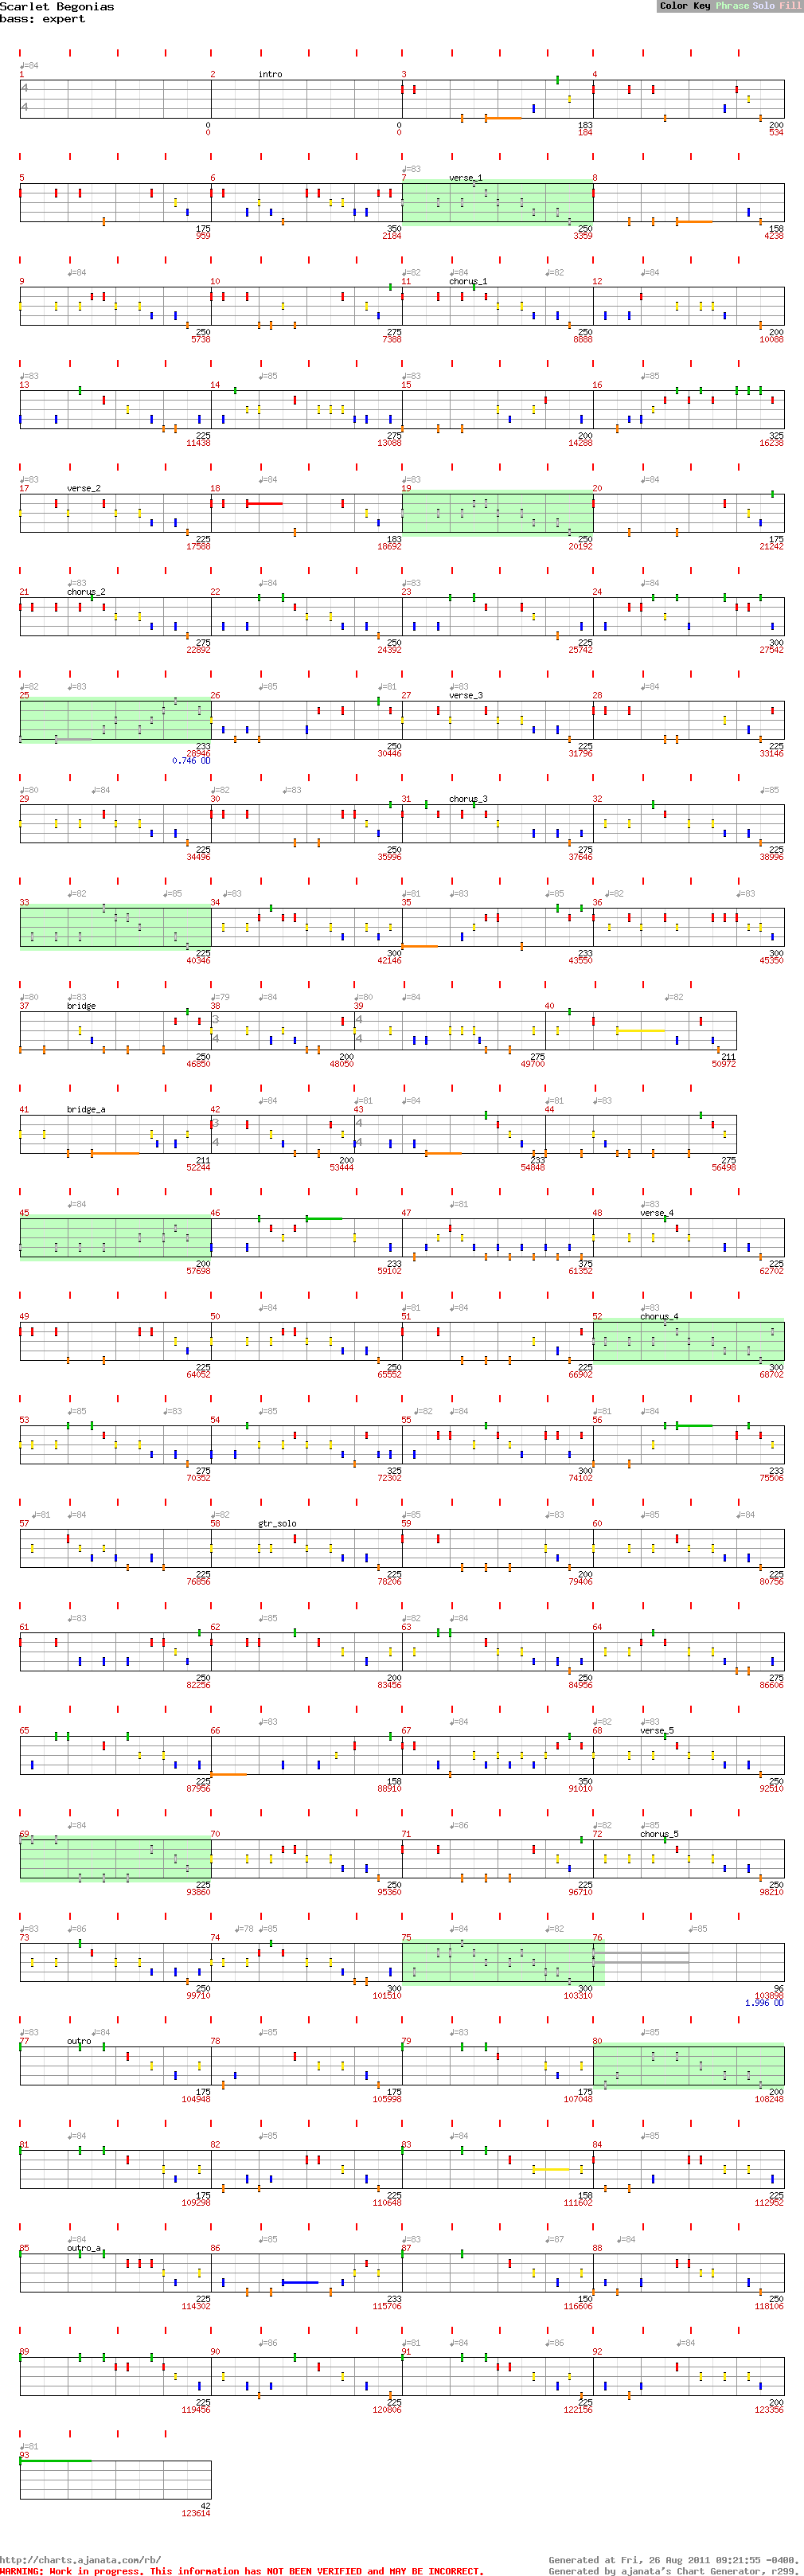 Scarlet Begonias
bass: expert
Color Key Phrase Solo Fill
♩=84
1 2 intro 3 4
4
4
0 0 183 200
0 0 184 534
♩=83
5 6 7 verse_1 8
175 350 250 158
959 2184 3359 4238
♩=84 ♩=82 ♩=84 ♩=82 ♩=84
9 10 11 chorus_1 12
250 275 250 200
5738 7388 8888 10088
♩=83 ♩=85 ♩=83 ♩=85
13 14 15 16
225 275 200 325
11438 13088 14288 16238
♩=83 ♩=84 ♩=83 ♩=84
17 verse_2 18 19 20
225 183 250 175
17588 18692 20192 21242
♩=83 ♩=84 ♩=83 ♩=84
21 chorus_2 22 23 24
275 250 225 300
22892 24392 25742 27542
♩=82 ♩=83 ♩=85 ♩=81 ♩=83 ♩=84
25 26 27 verse_3 28
233 250 225 225
28946 30446 31796 33146
0.746 OD
♩=80 ♩=84 ♩=82 ♩=83 ♩=85
29 30 31 chorus_3 32
225 250 275 225
34496 35996 37646 38996
♩=82 ♩=85 ♩=83 ♩=81 ♩=83 ♩=85 ♩=82 ♩=83
33 34 35 36
225 300 233 300
40346 42146 43550 45350
♩=80 ♩=83 ♩=79 ♩=84 ♩=80 ♩=84 ♩=82
37 bridge 38 39 40
3 4
4 4
250 200 275 211
46850 48050 49700 50972
♩=84 ♩=81 ♩=84 ♩=81 ♩=83
41 bridge_a 42 43 44
3 4
4 4
211 200 233 275
52244 53444 54848 56498
♩=84 ♩=81 ♩=83
45 46 47 48 verse_4
200 233 375 225
57698 59102 61352 62702
♩=84 ♩=81 ♩=84 ♩=83
49 50 51 52 chorus_4
225 250 225 300
64052 65552 66902 68702
♩=85 ♩=83 ♩=85 ♩=82 ♩=84 ♩=81 ♩=84
53 54 55 56
275 325 300 233
70352 72302 74102 75506
♩=81 ♩=84 ♩=82 ♩=85 ♩=83 ♩=85 ♩=84
57 58 gtr_solo 59 60
225 225 200 225
76856 78206 79406 80756
♩=83 ♩=85 ♩=82 ♩=84
61 62 63 64
250 200 250 275
82256 83456 84956 86606
♩=83 ♩=84 ♩=82 ♩=83
65 66 67 68 verse_5
225 158 350 250
87956 88910 91010 92510
♩=84 ♩=86 ♩=82 ♩=85
69 70 71 72 chorus_5
225 250 225 250
93860 95360 96710 98210
♩=83 ♩=86 ♩=78 ♩=85 ♩=84 ♩=82 ♩=85
73 74 75 76
250 300 300 96
99710 101510 103310 103898
1.996 OD
♩=83 ♩=84 ♩=85 ♩=83 ♩=85
77 outro 78 79 80
175 175 175 200
104948 105998 107048 108248
♩=84 ♩=85 ♩=84 ♩=85
81 82 83 84
175 225 158 225
109298 110648 111602 112952
♩=84 ♩=85 ♩=83 ♩=87 ♩=84
85 outro_a 86 87 88
225 233 150 250
114302 115706 116606 118106
♩=86 ♩=81 ♩=84 ♩=86 ♩=84
89 90 91 92
225 225 225 200
119456 120806 122156 123356
♩=81
93
42
123614
http://charts.ajanata.com/rb/
Generated at Fri, 26 Aug 2011 09:21:55 -0400.
WARNING: Work in progress. This information has NOT BEEN VERIFIED and MAY BE INCORRECT.
Generated by ajanata's Chart Generator, r299.